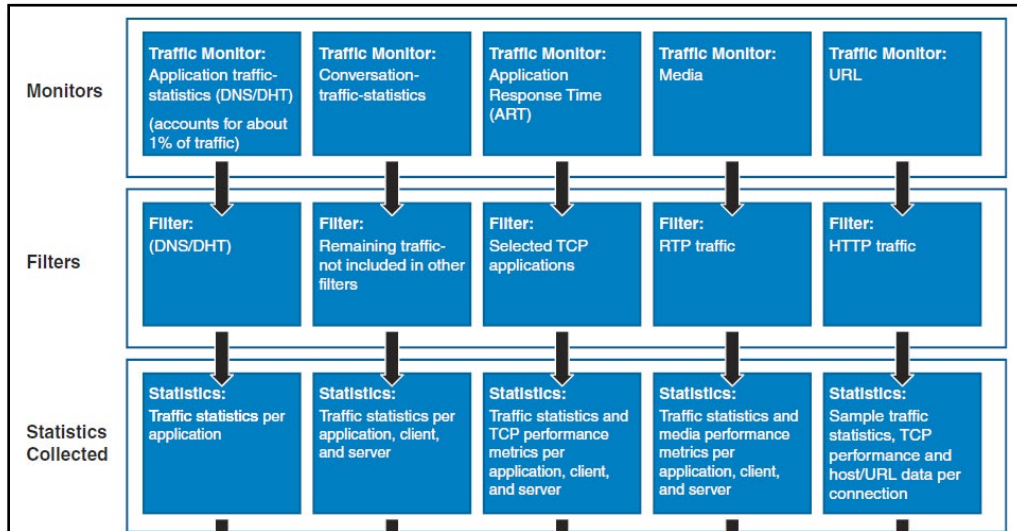 Monitors
Traffic Monitor:
Application traffic-
statistics (DNS/DHT)
(accounts for about
1% of traffic)
Traffic Monitor:
Conversation-
traffic-statistics
Traffic Monitor:
Application
Response Time
(ART)
Traffic Monitor:
Media
Traffic Monitor:
URL
Filters
Filter:
(DNS/DHT)
Filter:
Remaining traffic-
not included in other
filters
Filter:
Selected TCP
applications
Filter:
RTP traffic
Filter:
HTTP traffic
Statistics
Collected
Statistics:
Traffic statistics per
application
Statistics:
Traffic statistics per
application, client,
and server
Statistics:
Traffic statistics and
TCP performance
metrics per
application, client,
and server
Statistics:
Traffic statistics and
media performance
metrics per
application, client,
and server
Statistics:
Sample traffic
statistics, TCP
performance and
host/URL data per
connection